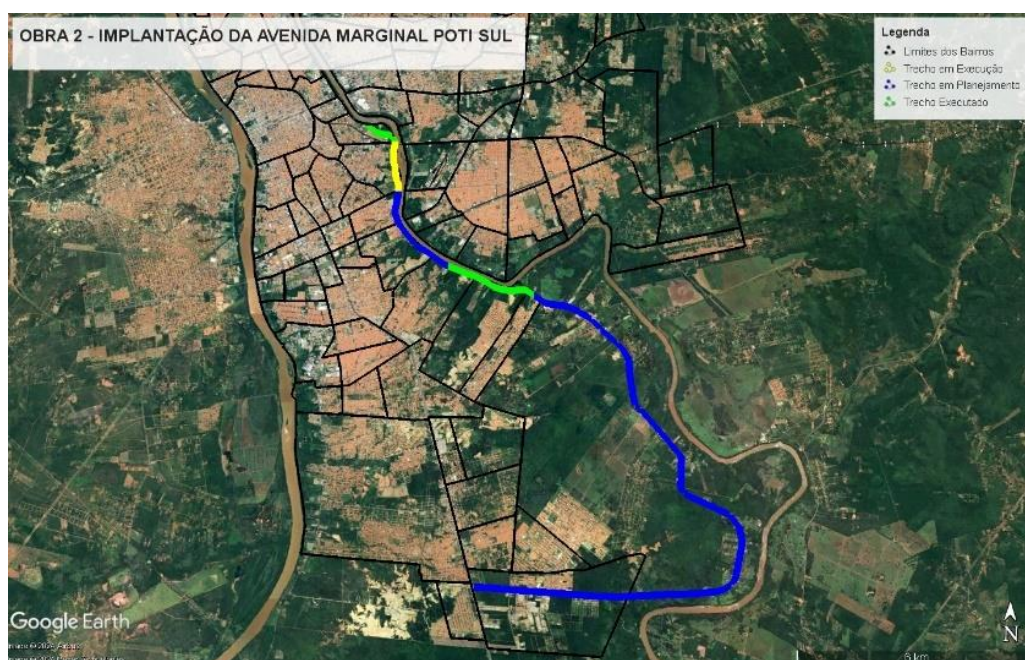 OBRA 2 - IMPLANTAÇÃO DA AVENIDA MARGINAL POTI SUL
Legenda
Limites dos Bairros
Trecho em Execução
Trecho em Planejamento
Trecho Executado
Google Earth
N
6 km